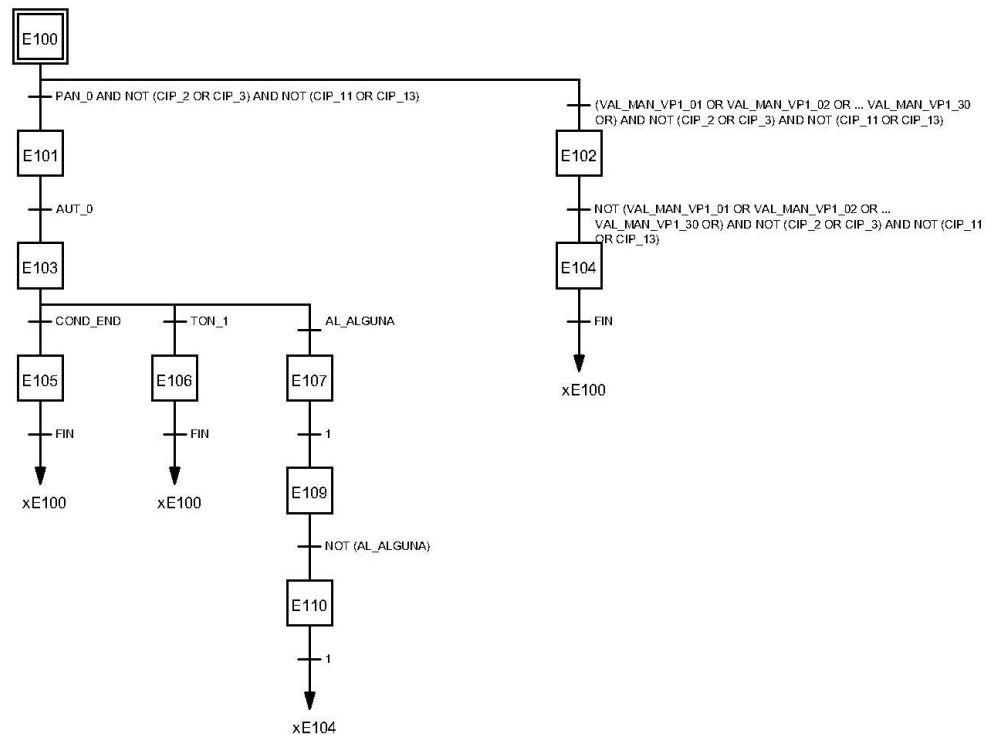 E100
PAN_0 AND NOT (CIP_2 OR CIP_3) AND NOT (CIP_11 OR CIP_13)
(VAL_MAN_VP1_01 OR VAL_MAN_VP1_02 OR ... VAL_MAN_VP1_30
OR) AND NOT (CIP_2 OR CIP_3) AND NOT (CIP_11 OR CIP_13)
E101
E102
AUT_0
NOT (VAL_MAN_VP1_01 OR VAL_MAN_VP1_02 OR ...
VAL_MAN_VP1_30 OR) AND NOT (CIP_2 OR CIP_3) AND NOT (CIP_11
OR CIP_13)
E103
E104
COND_END
TON_1
AL_ALGUNA
FIN
E105
E106
E107
xE100
FIN
FIN
1
xE100
xE100
E109
NOT (AL_ALGUNA)
E110
1
xE104